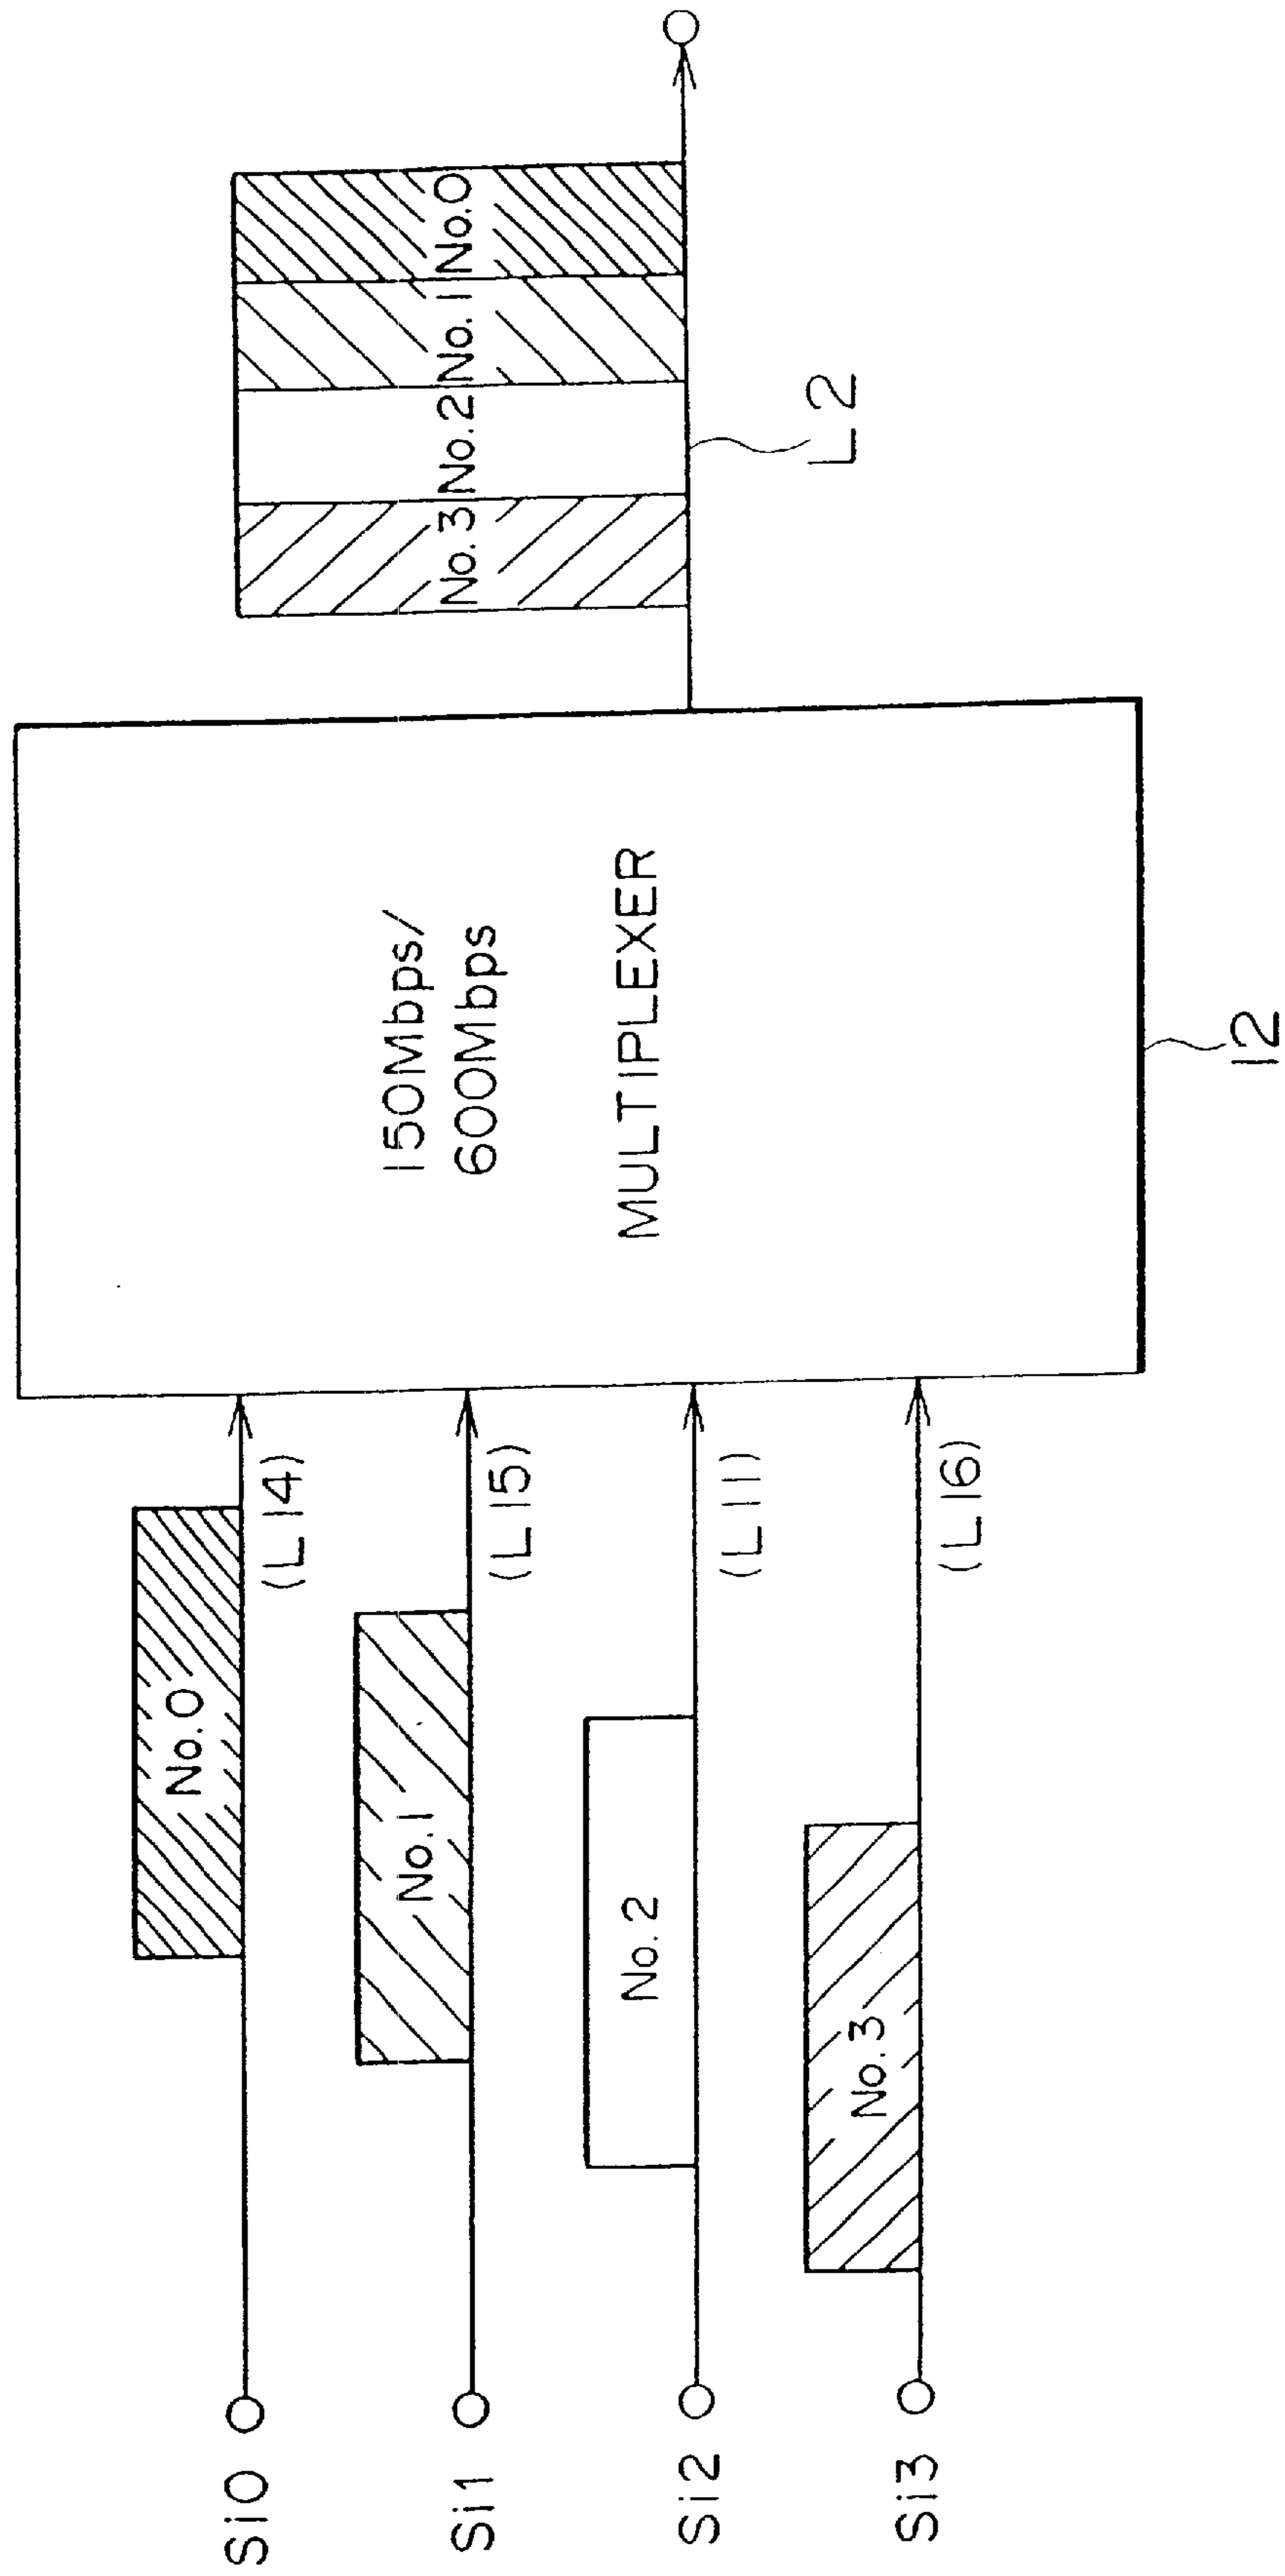 Si0
No.0
(L14)
Si1
No.1
(L15)
Si2
No.2
(L11)
Si3
No.3
(L16)
150Mbps/
600Mbps
MULTIPLEXER
12
No.3 No.2 No.1 No.0
L2